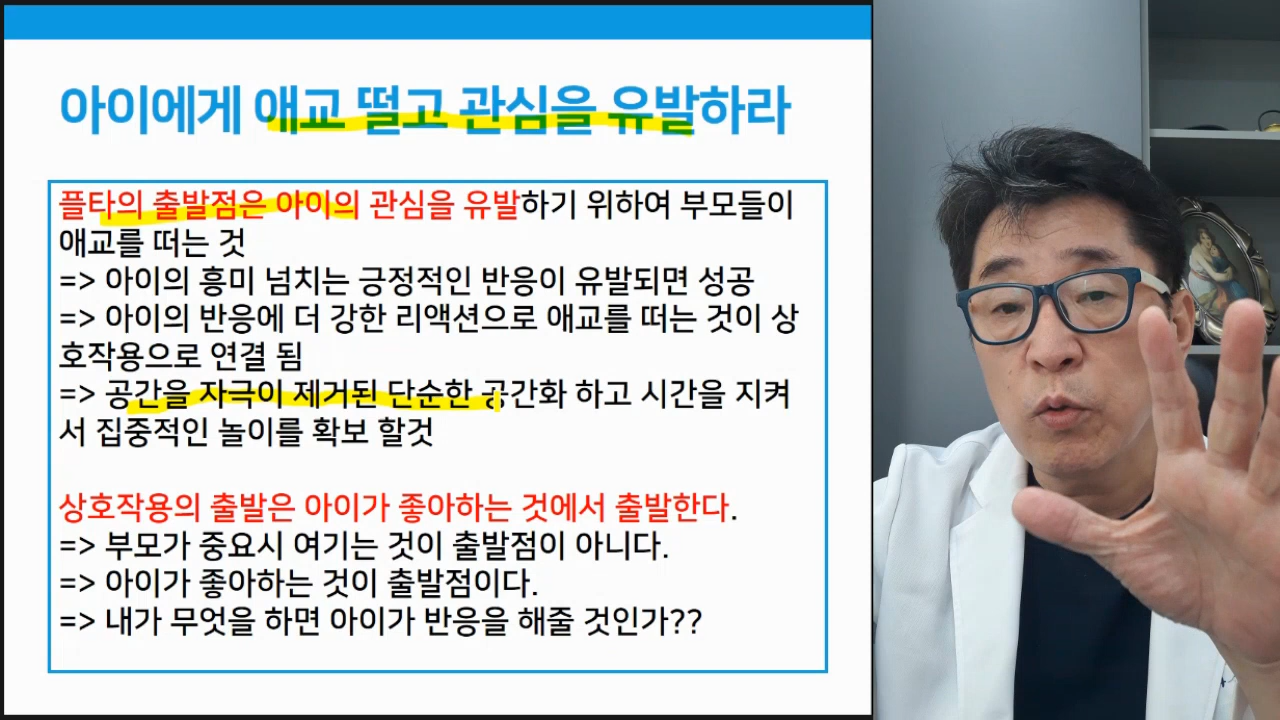 아이에게 애교 떨고 관심을 유발하라
플타의 출발점은 아이의 관심을 유발하기 위하여 부모들이
애교를 떠는 것
=> 아이의 흥미 넘치는 긍정적인 반응이 유발되면 성공
=> 아이의 반응에 더 강한 리액션으로 애교를 떠는 것이 상
호작용으로 연결 됨
=> 공간을 자극이 제거된 단순한 공간화 하고 시간을 지켜
서 집중적인 놀이를 확보 할것
상호작용의 출발은 아이가 좋아하는 것에서 출발한다.
=> 부모가 중요시 여기는 것이 출발점이 아니다.
=> 아이가 좋아하는 것이 출발점이다.
=> 내가 무엇을 하면 아이가 반응을 해줄 것인가??